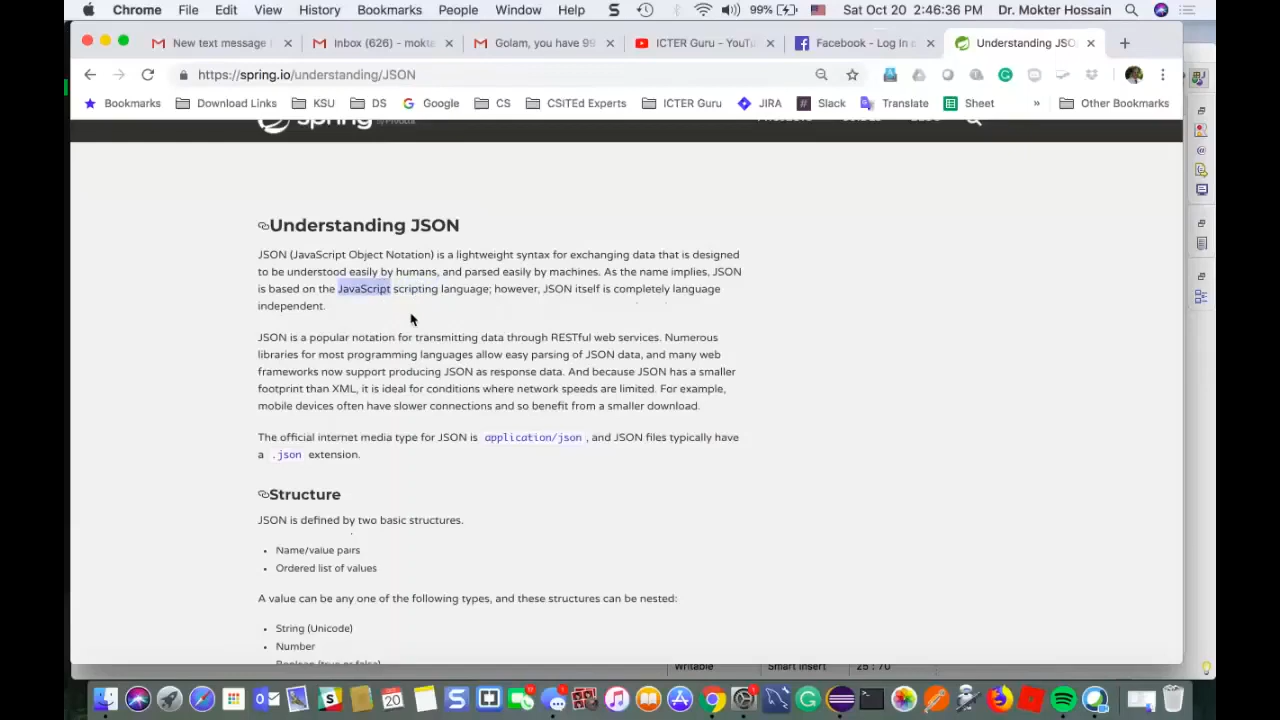 Chrome File Edit View History Bookmarks People Window Help 99% Sat Oct 20 2:46:36 PM Dr. Mokter Hossain
New text message Inbox (626) - mokte Golam, you have 99 ICTER Guru - YouTu Facebook - Log In o Understanding JSO
https://spring.io/understanding/JSON
Bookmarks Download Links KSU DS Google CS CSITEd Experts ICTER Guru JIRA Slack Translate Sheet » Other Bookmarks
spring
Understanding JSON
JSON (JavaScript Object Notation) is a lightweight syntax for exchanging data that is designed
to be understood easily by humans, and parsed easily by machines. As the name implies, JSON
is based on the JavaScript scripting language; however, JSON itself is completely language
independent.
JSON is a popular notation for transmitting data through RESTful web services. Numerous
libraries for most programming languages allow easy parsing of JSON data, and many web
frameworks now support producing JSON as response data. And because JSON has a smaller
footprint than XML, it is ideal for conditions where network speeds are limited. For example,
mobile devices often have slower connections and so benefit from a smaller download.
The official internet media type for JSON is application/json, and JSON files typically have
a .json extension.
Structure
JSON is defined by two basic structures.
• Name/value pairs
• Ordered list of values
A value can be any one of the following types, and these structures can be nested:
• String (Unicode)
• Number
• Boolean (true or false)
Writable Smart Insert 25 : 70